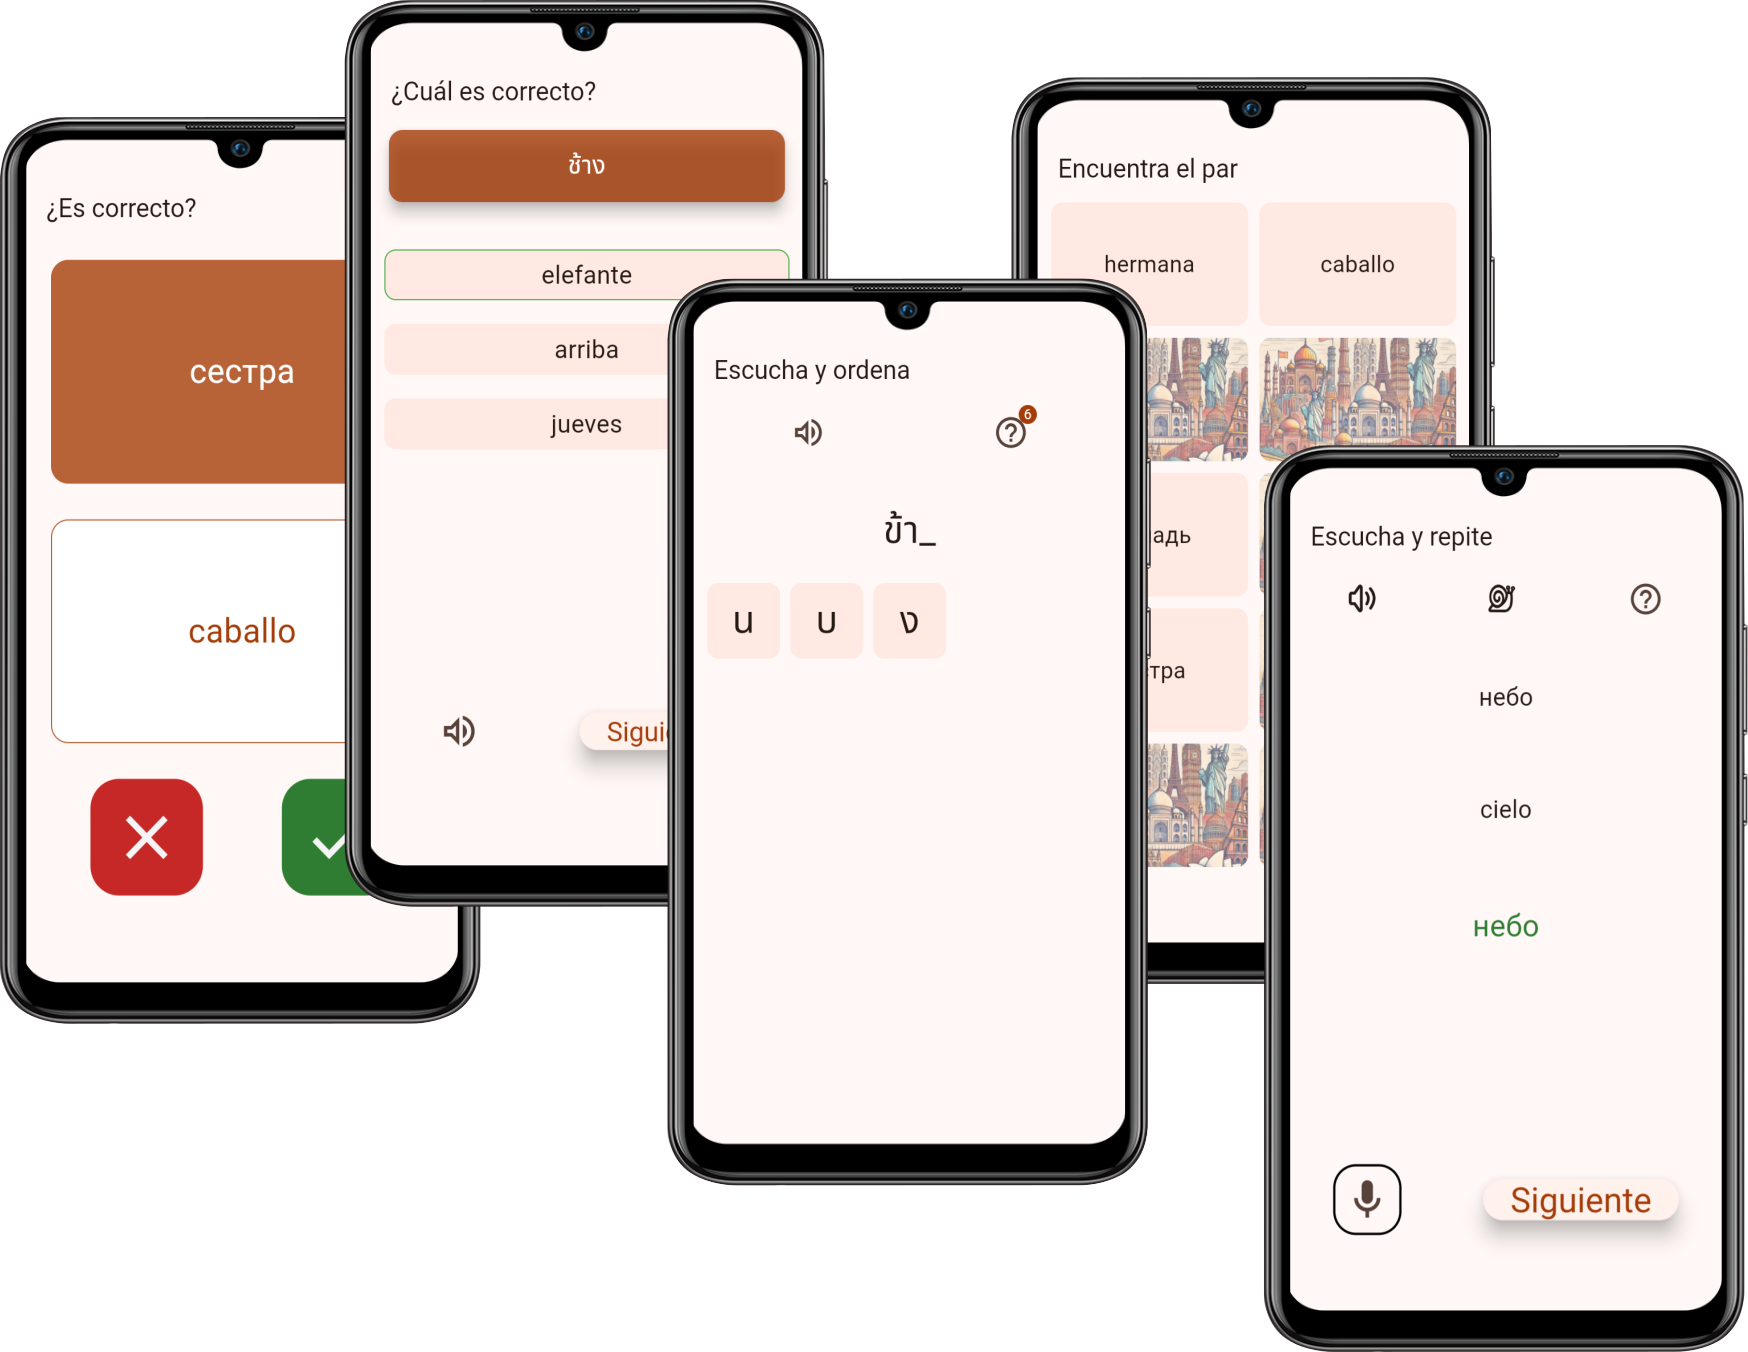 ¿Es correcto?
сестра
caballo
¿Cuál es correcto?
ช้าง
elefante
arriba
jueves
Sigui
Escucha y ordena
6
ข้า_
น บ ง
Encuentra el par
hermana caballo
адь
тра
Escucha y repite
небо
cielo
небо
Siguiente